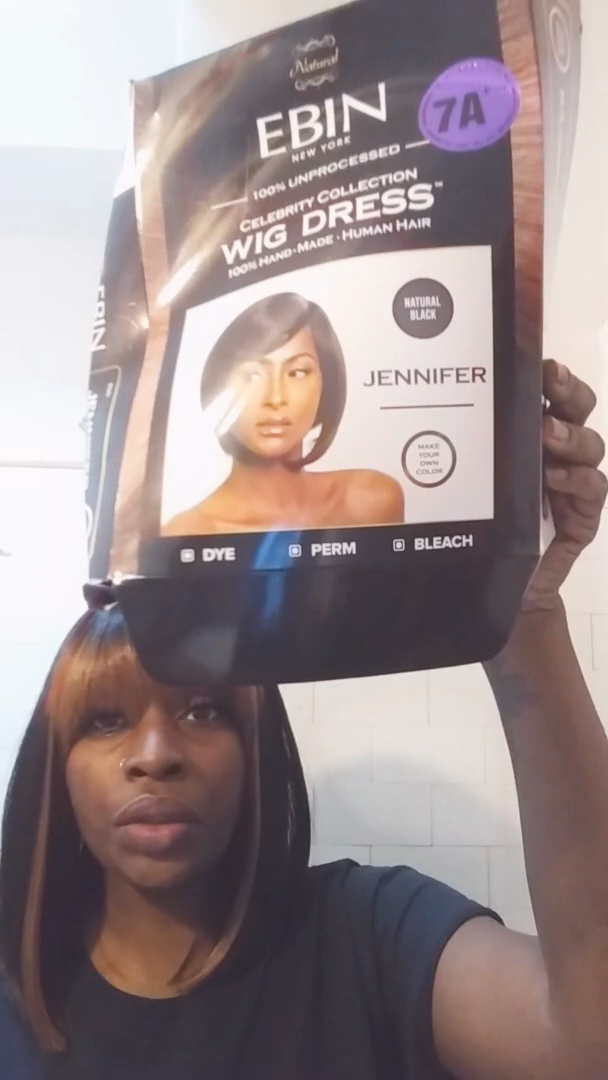 Natural
EBIN
NEW YORK
7A
100% UNPROCESSED
CELEBRITY COLLECTION
WIG DRESS™
100% HAND-MADE · HUMAN HAIR
NATURAL
BLACK
JENNIFER
MAKE
YOUR
OWN
COLOR
DYE
PERM
BLEACH
EBIN